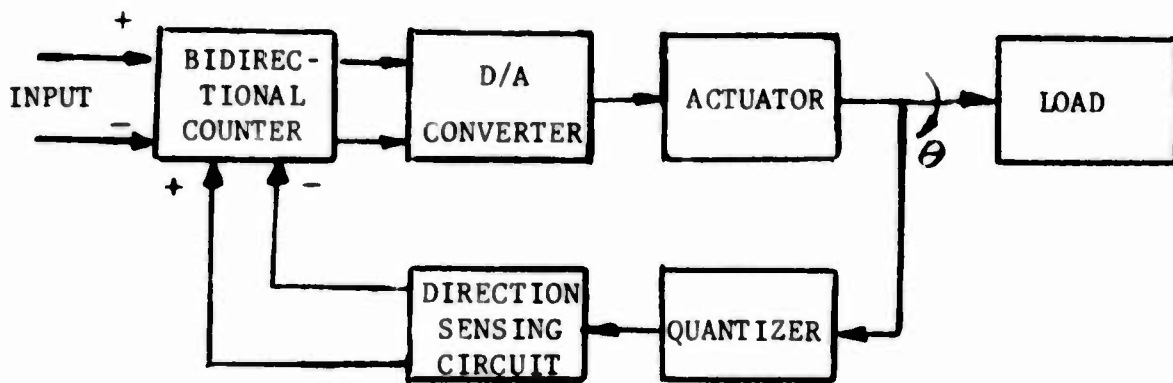 +
INPUT
−
BIDIREC-
TIONAL
COUNTER
D/A
CONVERTER
ACTUATOR
θ
LOAD
+
−
DIRECTION
SENSING
CIRCUIT
QUANTIZER